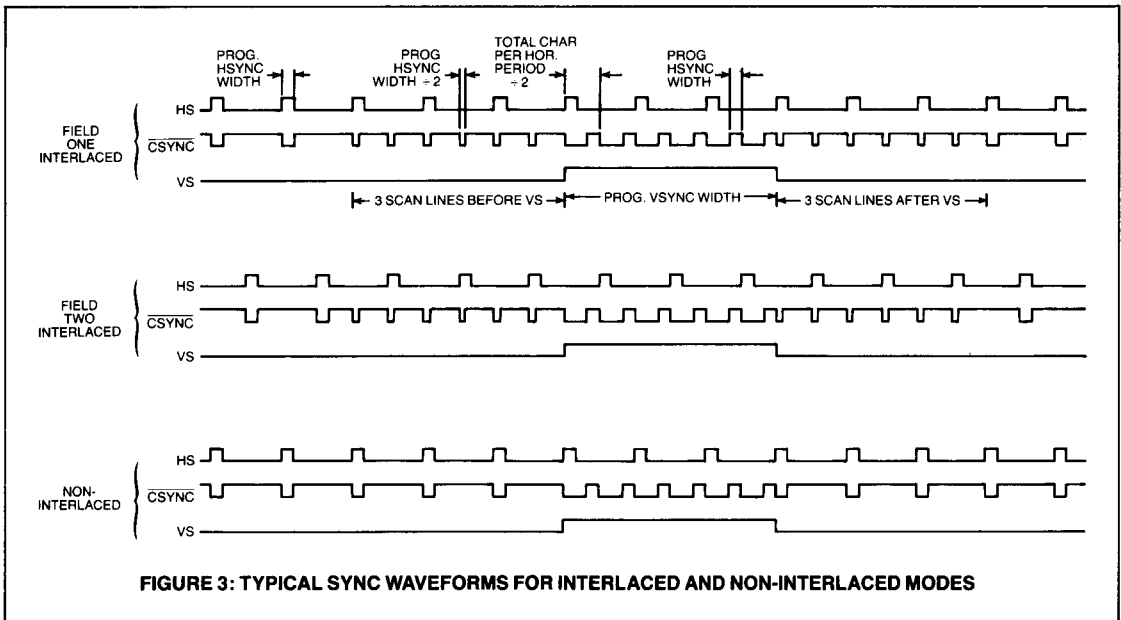 PROG.
HSYNC
WIDTH
PROG
HSYNC
WIDTH ÷2
TOTAL CHAR
PER HOR.
PERIOD
÷2
PROG
HSYNC
WIDTH
FIELD
ONE
INTERLACED
HS
CSYNC
VS
3 SCAN LINES BEFORE VS
PROG. VSYNC WIDTH
3 SCAN LINES AFTER VS
FIELD
TWO
INTERLACED
HS
CSYNC
VS
NON-
INTERLACED
HS
CSYNC
VS
FIGURE 3: TYPICAL SYNC WAVEFORMS FOR INTERLACED AND NON-INTERLACED MODES